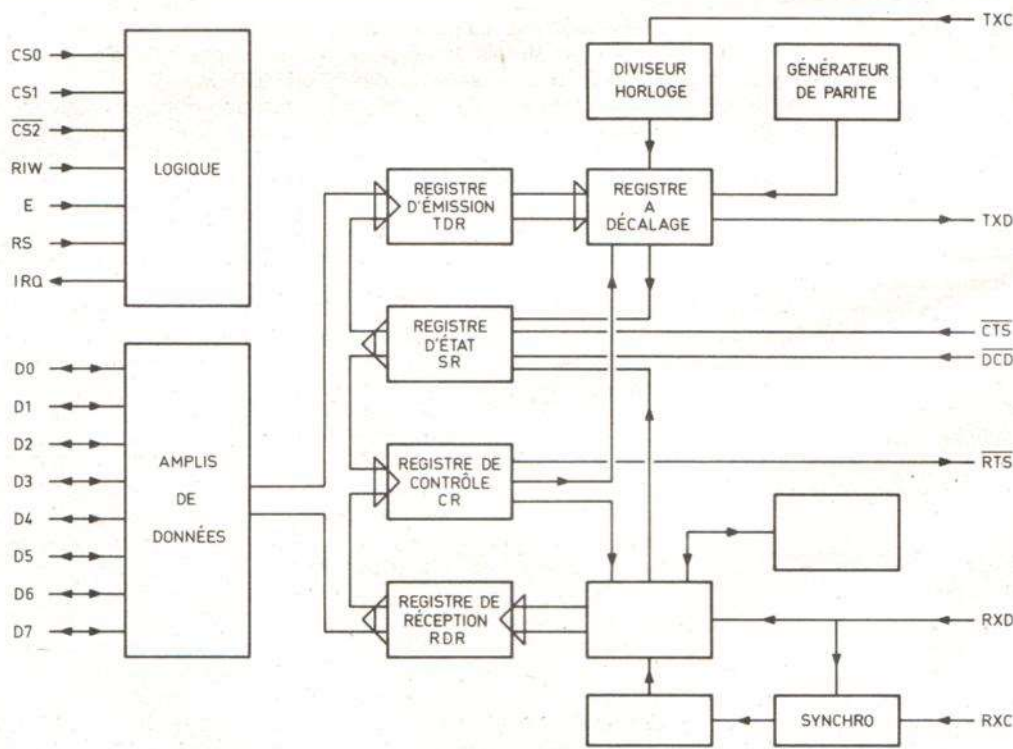 CS0
CS1
CS2
RIW
E
RS
IRQ
LOGIQUE
D0
D1
D2
D3
D4
D5
D6
D7
AMPLIS
DE
DONNÉES
DIVISEUR
HORLOGE
GÉNÉRATEUR
DE PARITE
REGISTRE
D'ÉMISSION
TDR
REGISTRE
A
DÉCALAGE
REGISTRE
D'ÉTAT
SR
REGISTRE DE
CONTRÔLE
CR
REGISTRE DE
RÉCEPTION
RDR
SYNCHRO
TXC
TXD
CTS
DCD
RTS
RXD
RXC